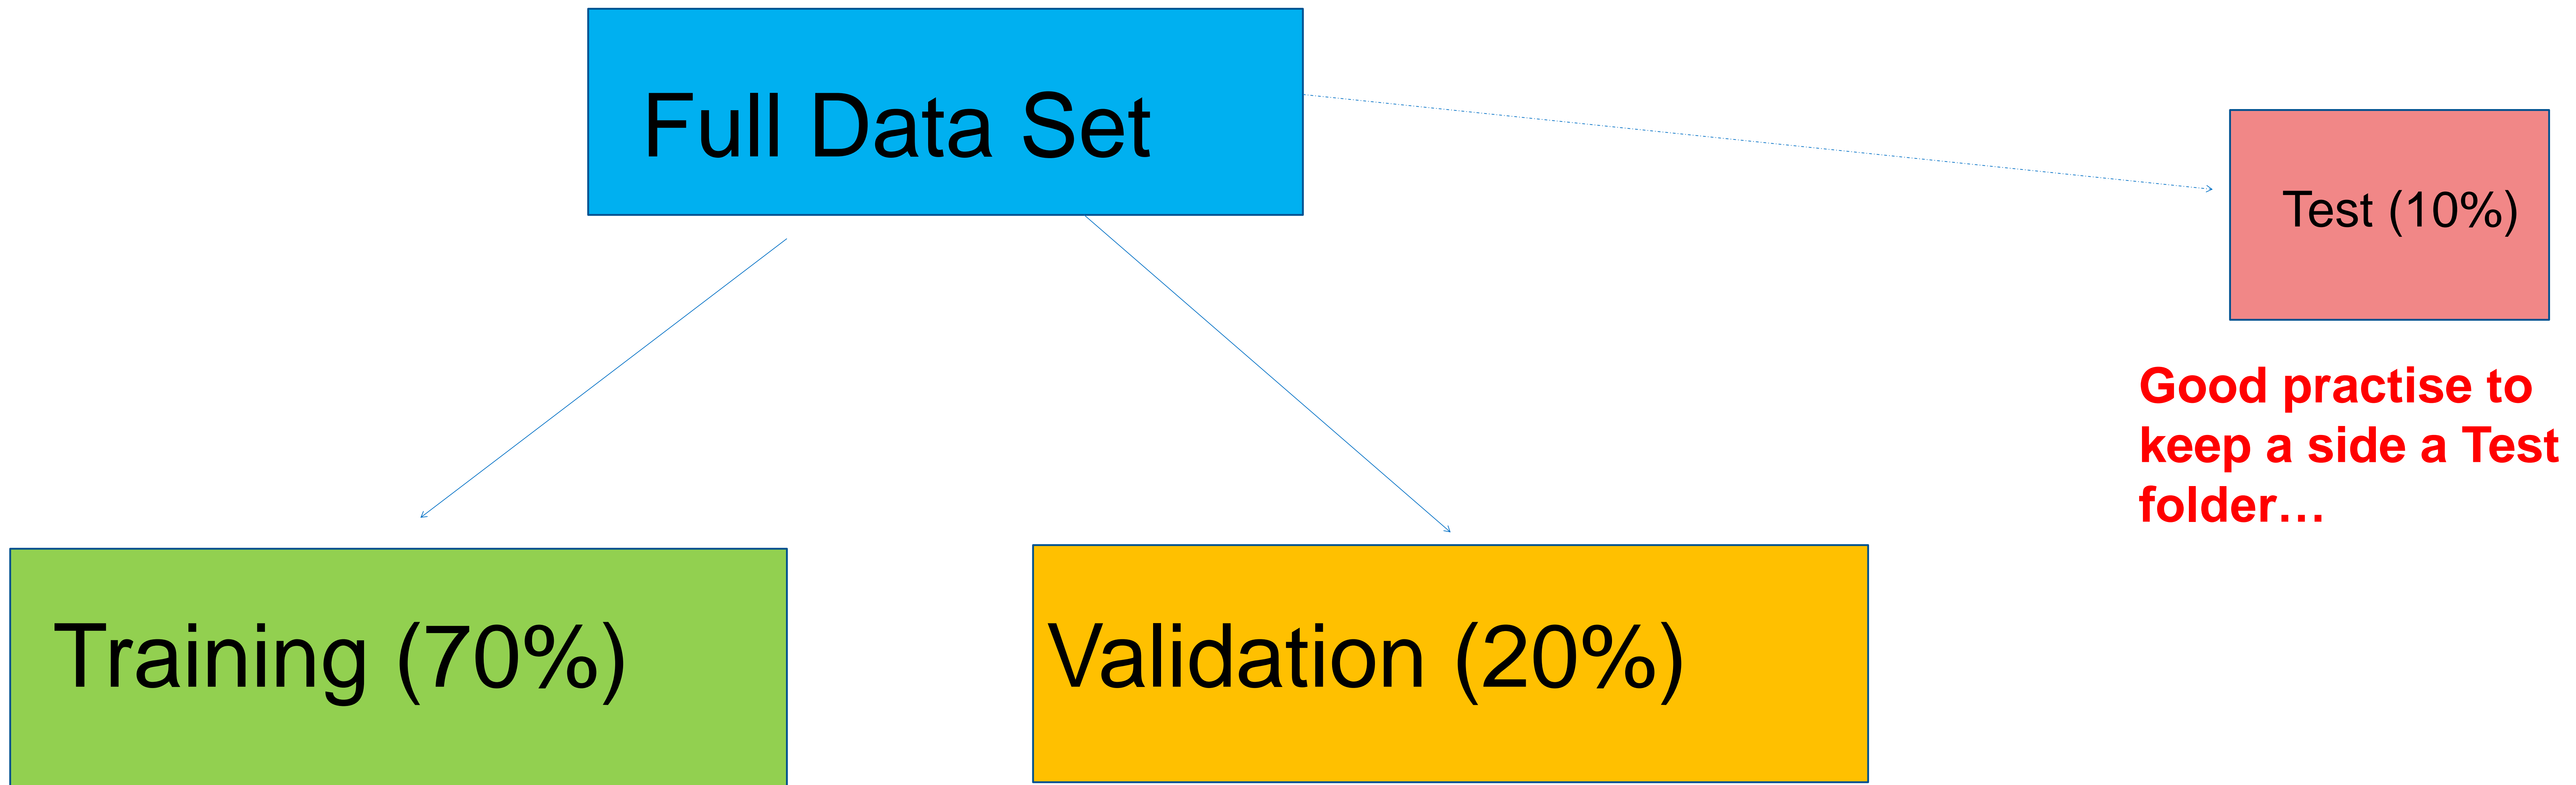 Full Data Set
Test (10%)
Good practise to
keep a side a Test
folder…
Training (70%)
Validation (20%)